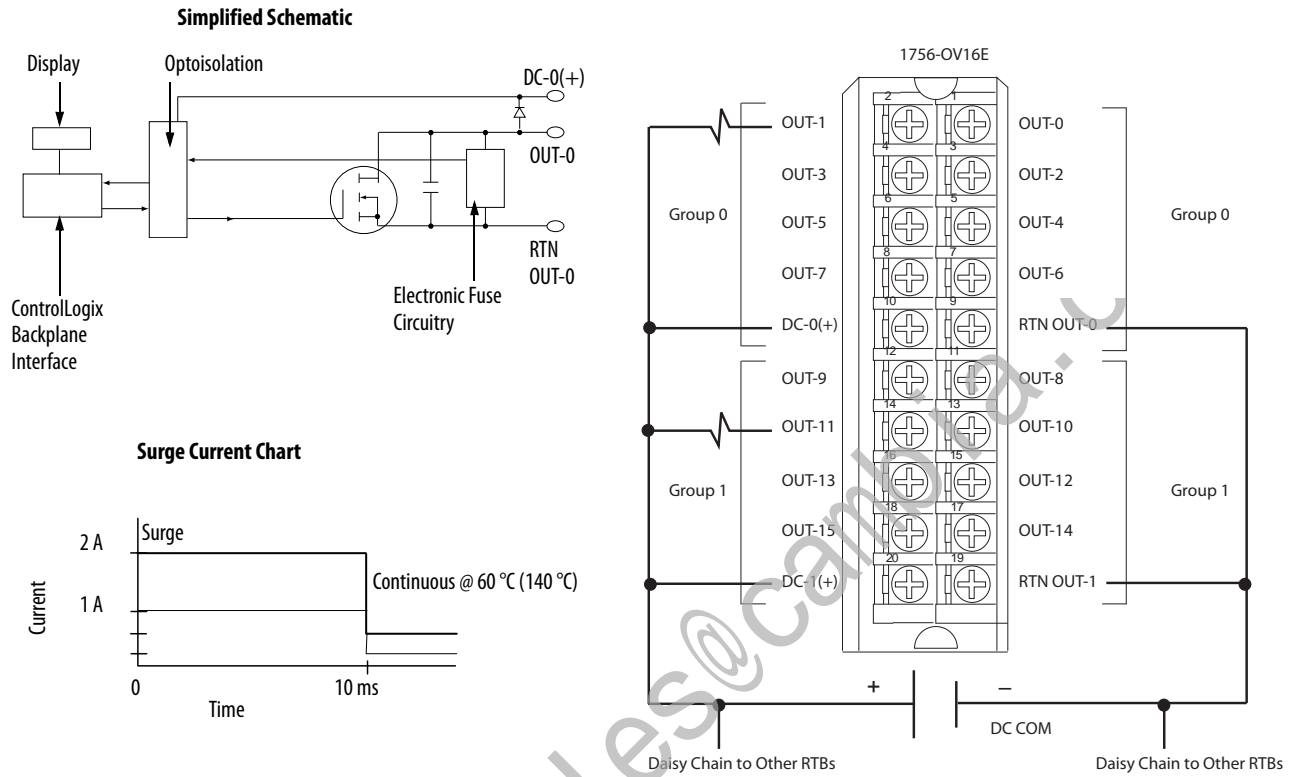 Simplified Schematic
Display
Optoisolation
DC-0(+)
OUT-0
RTN
OUT-0
Electronic Fuse
Circuitry
ControlLogix
Backplane
Interface
Surge Current Chart
Current
2 A
Surge
1 A
Continuous @ 60 °C (140 °C)
0
10 ms
Time
1756-OV16E
2 1
OUT-1 OUT-0
4 3
OUT-3 OUT-2
6 5
Group 0 OUT-5 OUT-4 Group 0
8 7
OUT-7 OUT-6
10 9
DC-0(+) RTN OUT-0
12 11
OUT-9 OUT-8
14 13
OUT-11 OUT-10
16 15
Group 1 OUT-13 OUT-12 Group 1
18 17
OUT-15 OUT-14
20 19
DC-1(+) RTN OUT-1
+ –
DC COM
Daisy Chain to Other RTBs Daisy Chain to Other RTBs
les@cambia.c